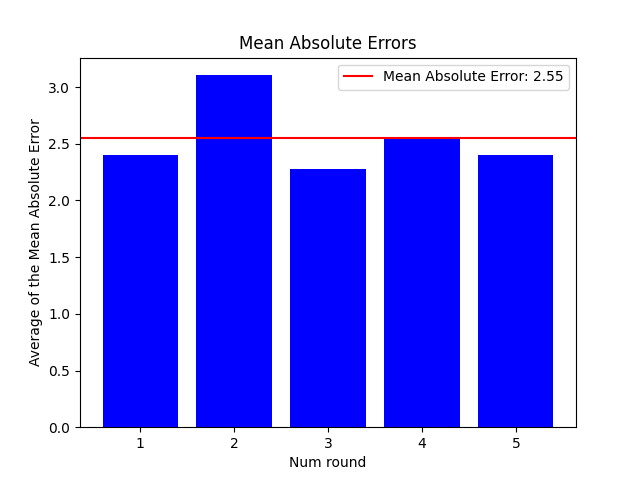 Mean Absolute Errors
Mean Absolute Error: 2.55
Average of the Mean Absolute Error
3.0
2.5
2.0
1.5
1.0
0.5
0.0
1 2 3 4 5
Num round